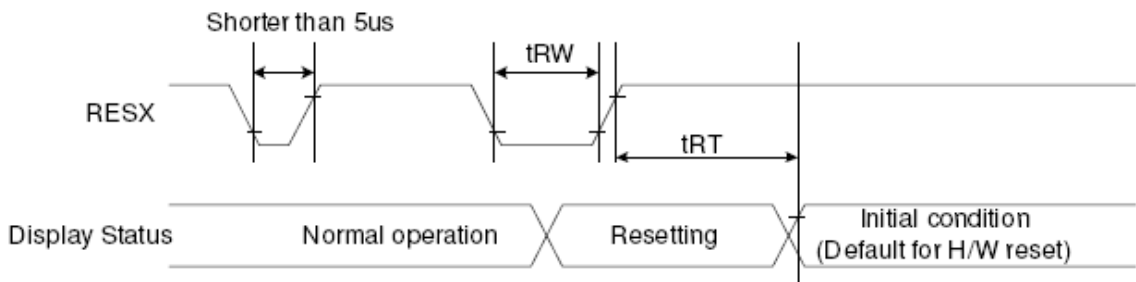 Shorter than 5us
tRW
RESX
tRT
Display Status
Normal operation
Resetting
Initial condition
(Default for H/W reset)